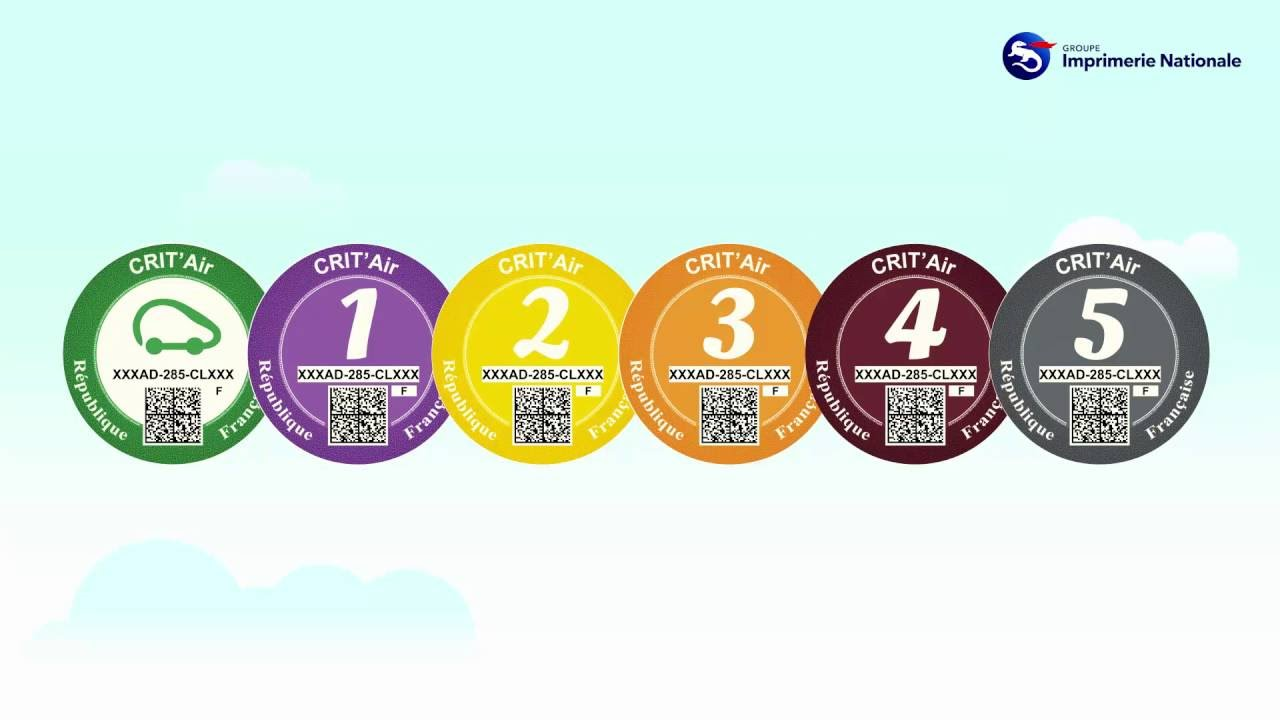 GROUPE
Imprimerie Nationale
CRIT'Air
XXXAD-285-CLXXX
F
République Franç
CRIT'Air
1
XXXAD-285-CLXXX
F
République Franç
CRIT'Air
2
XXXAD-285-CLXXX
F
République Franç
CRIT'Air
3
XXXAD-285-CLXXX
F
République Franç
CRIT'Air
4
XXXAD-285-CLXXX
F
République Franç
CRIT'Air
5
XXXAD-285-CLXXX
F
République Française